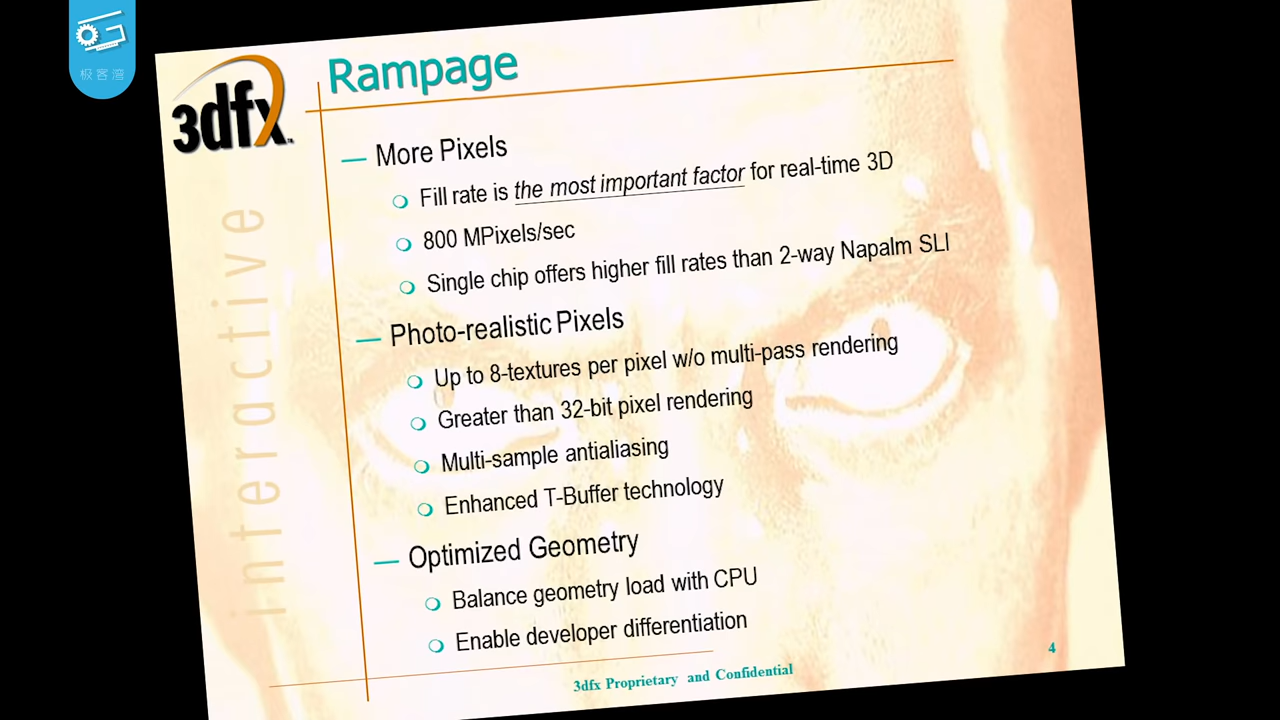 极客湾
3dfx™
Rampage
interactive
— More Pixels
Fill rate is the most important factor for real-time 3D
800 MPixels/sec
Single chip offers higher fill rates than 2-way Napalm SLI
— Photo-realistic Pixels
Up to 8-textures per pixel w/o multi-pass rendering
Greater than 32-bit pixel rendering
Multi-sample antialiasing
Enhanced T-Buffer technology
— Optimized Geometry
Balance geometry load with CPU
Enable developer differentiation
3dfx Proprietary and Confidential
4